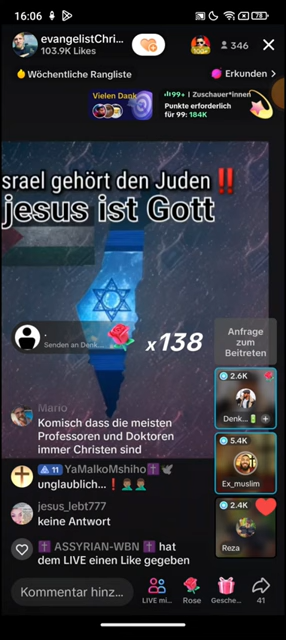 16:06
78
evangelistChri...
103.9K Likes
346
Wöchentliche Rangliste
Erkunden >
Vielen Dank
99+ | Zuschauer*innen
Punkte erforderlich
für 99: 184K
srael gehört den Juden ‼️
jesus ist Gott
.
Senden an Denk...
x138
Anfrage
zum
Beitreten
2.6K
Denk...
5.4K
Ex_muslim
2.4K
Reza
Mario
Komisch dass die meisten
Professoren und Doktoren
immer Christen sind
11 YaMalkoMshiho✝️🕊
unglaublich...❗
jesus_lebt777
keine Antwort
✝️ ASSYRIAN-WBN ✝️ hat
dem LIVE einen Like gegeben
Kommentar hinz...
LIVE mi...
Rose
Gesche...
41